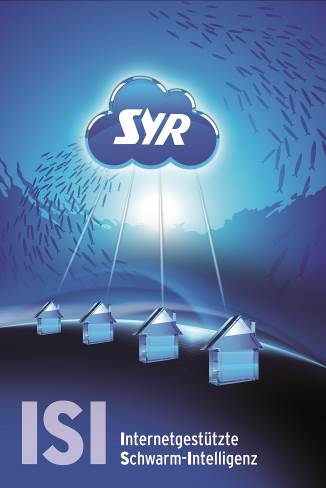 SYR
ISI
Internetgestützte
Schwarm-Intelligenz